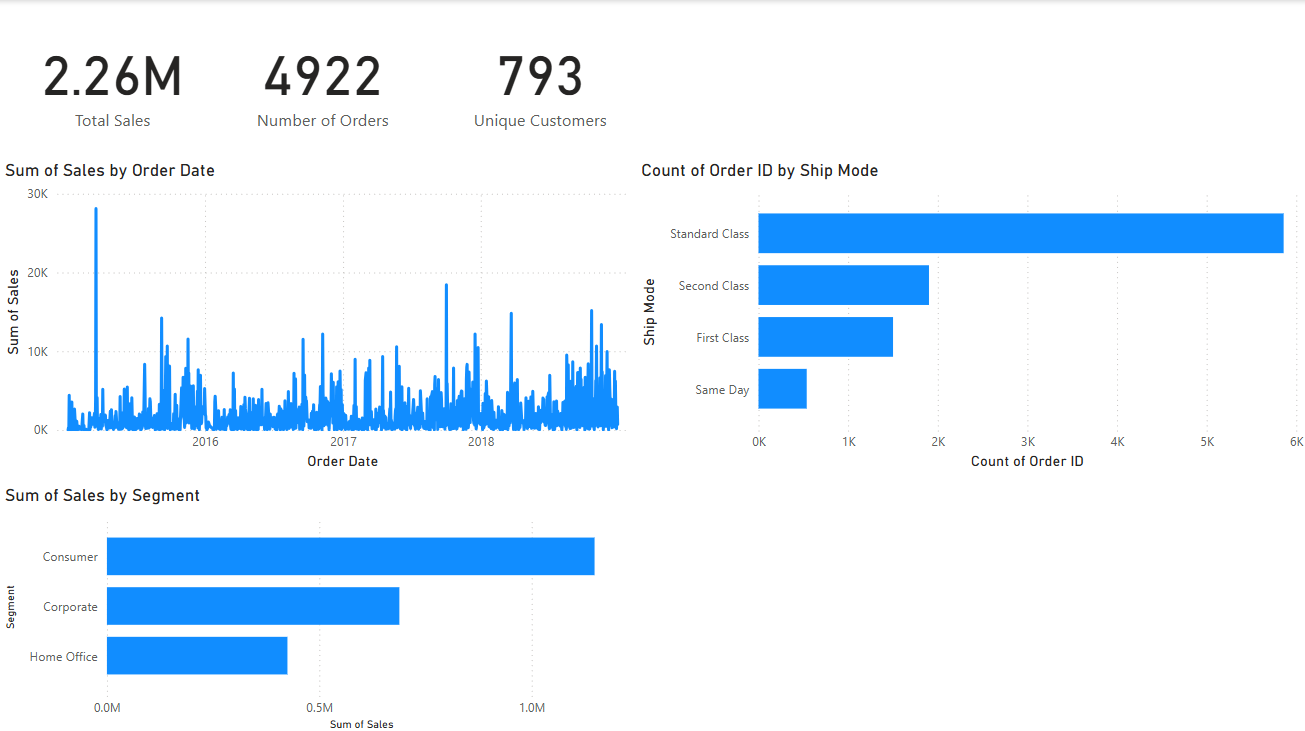 2.26M
Total Sales
4922
Number of Orders
793
Unique Customers
Sum of Sales by Order Date
30K
20K
10K
0K
Sum of Sales
2016
2017
2018
Order Date
Count of Order ID by Ship Mode
Ship Mode
Standard Class
Second Class
First Class
Same Day
0K
1K
2K
3K
4K
5K
6K
Count of Order ID
Sum of Sales by Segment
Segment
Consumer
Corporate
Home Office
0.0M
0.5M
1.0M
Sum of Sales